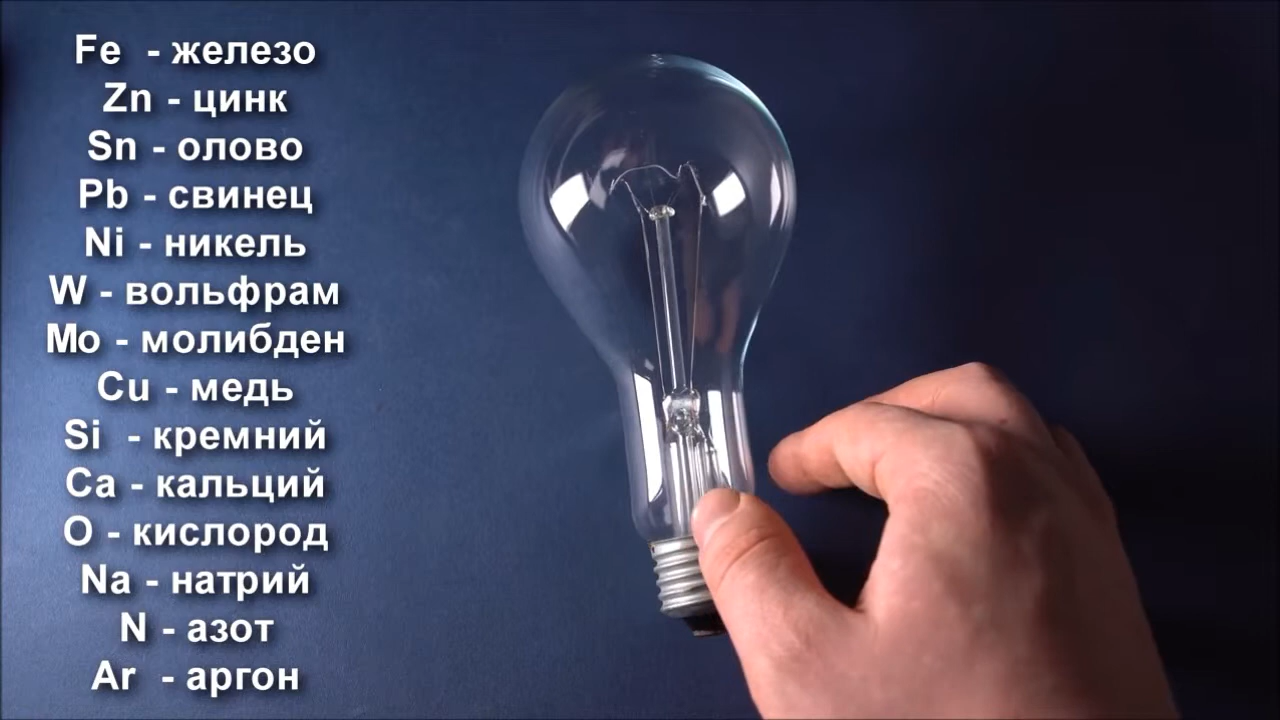 Fe - железо
Zn - цинк
Sn - олово
Pb - свинец
Ni - никель
W - вольфрам
Mo - молибден
Cu - медь
Si - кремний
Ca - кальций
O - кислород
Na - натрий
N - азот
Ar - аргон